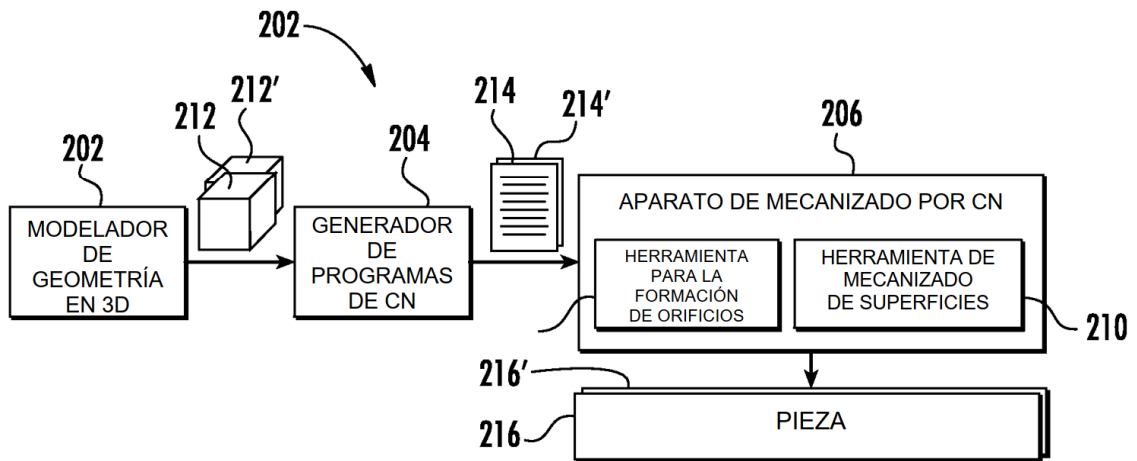 202
212'
212
202
MODELADOR
DE
GEOMETRÍA
EN 3D
204
GENERADOR
DE
PROGRAMAS
DE CN
214
214'
206
APARATO DE MECANIZADO POR CN
HERRAMIENTA
PARA LA
FORMACIÓN
DE ORIFICIOS
HERRAMIENTA DE
MECANIZADO
DE SUPERFICIES
210
216'
216
PIEZA